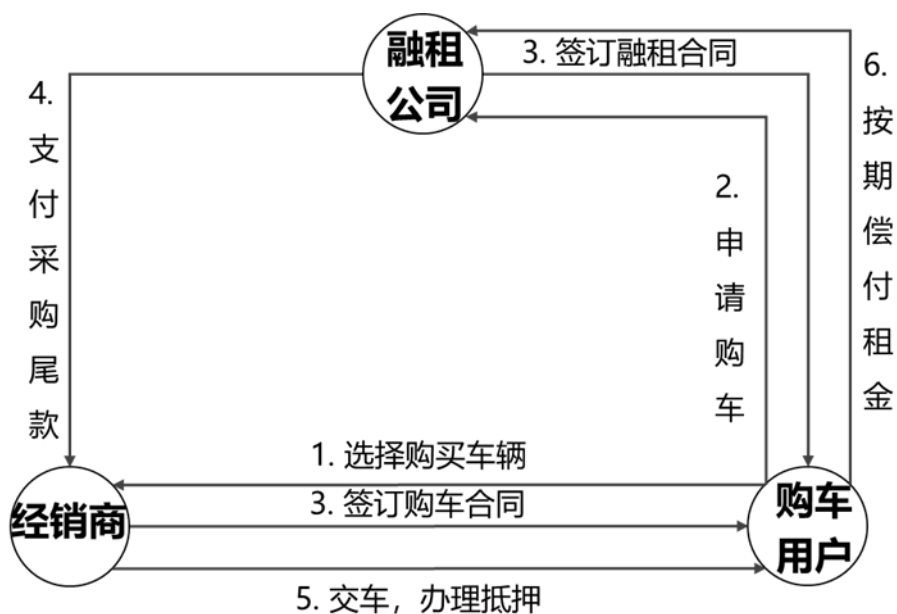 融租
公司
3. 签订融租合同
4.
支
付
采
购
尾
款
6.
按
期
偿
付
租
金
2.
申
请
购
车
1. 选择购买车辆
经销商
3. 签订购车合同
购车
用户
5. 交车，办理抵押